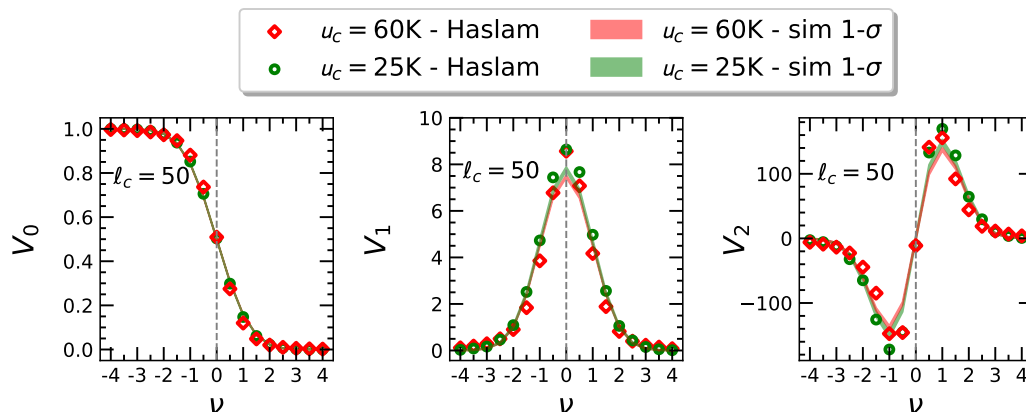 u_c = 60K - Haslam
u_c = 60K - sim 1-σ
u_c = 25K - Haslam
u_c = 25K - sim 1-σ
V_0
1.0
0.8
0.6
0.4
0.2
0.0
ℓ_c = 50
-4 -3 -2 -1 0 1 2 3 4
ν
V_1
10
8
6
4
2
0
ℓ_c = 50
-4 -3 -2 -1 0 1 2 3 4
ν
V_2
100
0
−100
ℓ_c = 50
-4 -3 -2 -1 0 1 2 3 4
ν